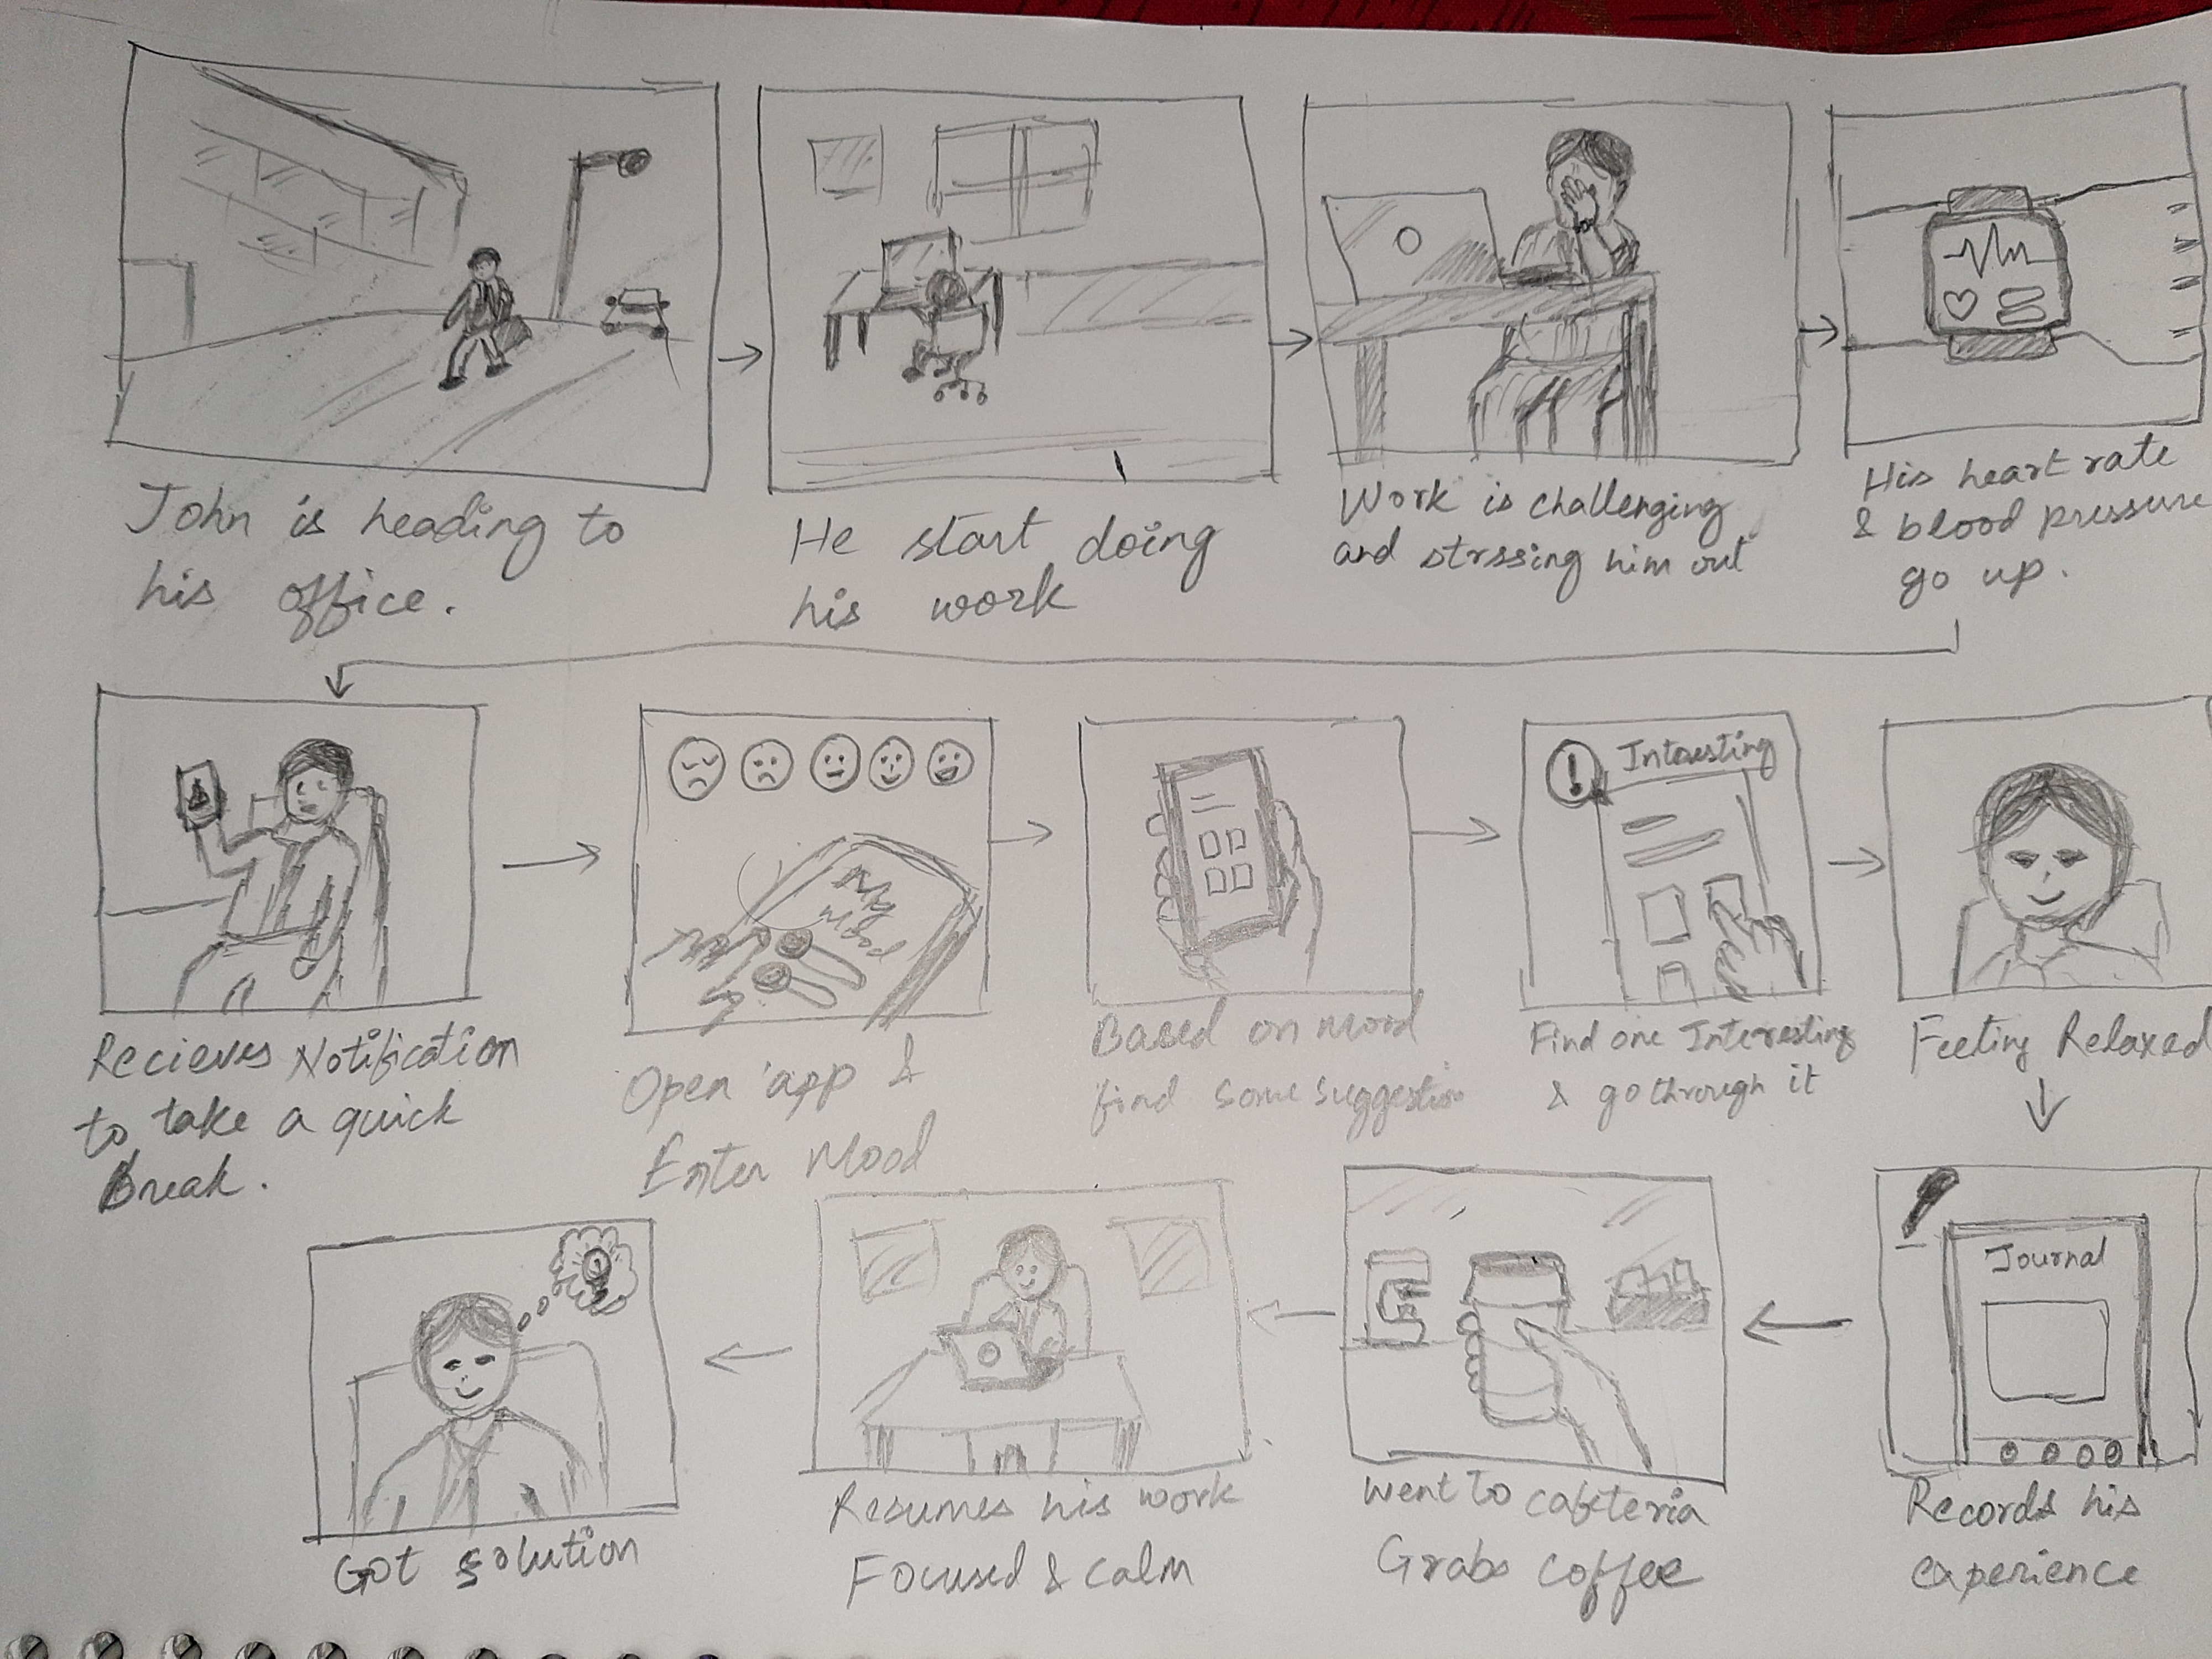 John is heading to
his office.
He start doing
his work
Work is challenging
and strssing him out
His heart rate
& blood pressure
go up.
Recieves Notification
to take a quick
Break.
My
Mood
Open app &
Enter Mood
Based on Mood
find some suggestion
Interesting
Find one Interesting
& go through it
Feeling Relaxed
Journal
Records his
experience
Went to cafeteria
Grabs coffee
Resumes his work
Focused & calm
Got solution